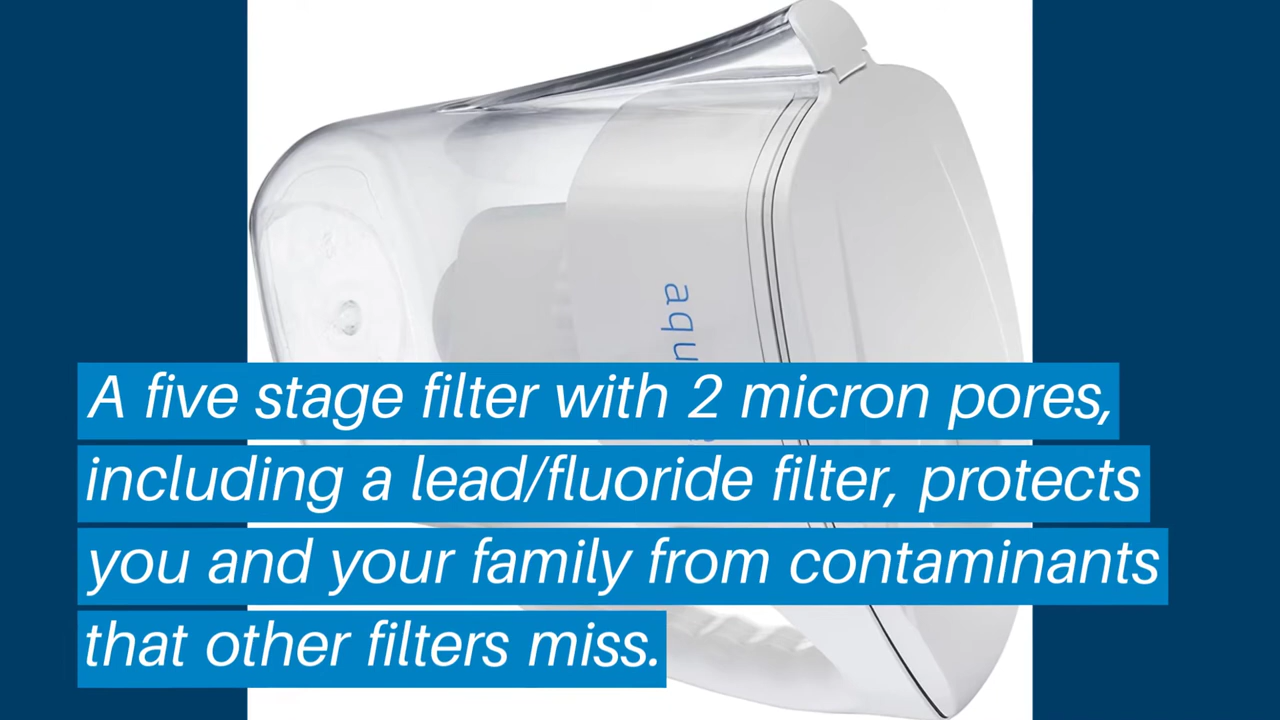 aqu
A five stage filter with 2 micron pores,
including a lead/fluoride filter, protects
you and your family from contaminants
that other filters miss.